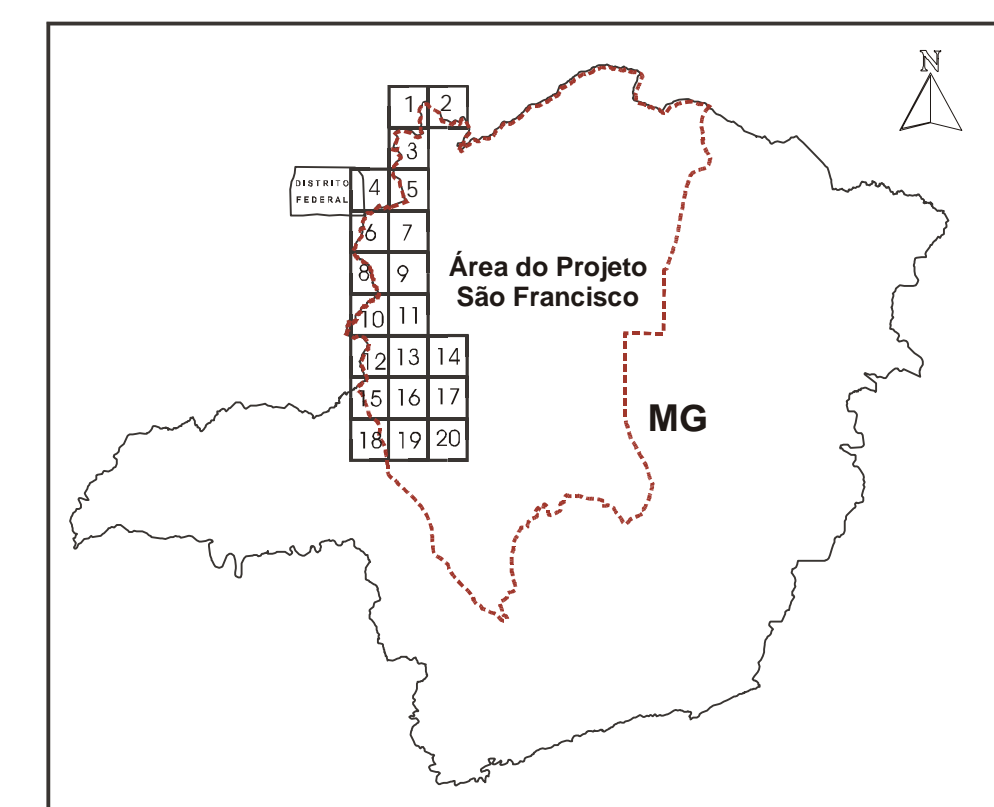 N
1 2
3
DISTRITO
FEDERAL
4 5
6 7
8 9
Área do Projeto
São Francisco
10 11
12 13 14
15 16 17
MG
18 19 20